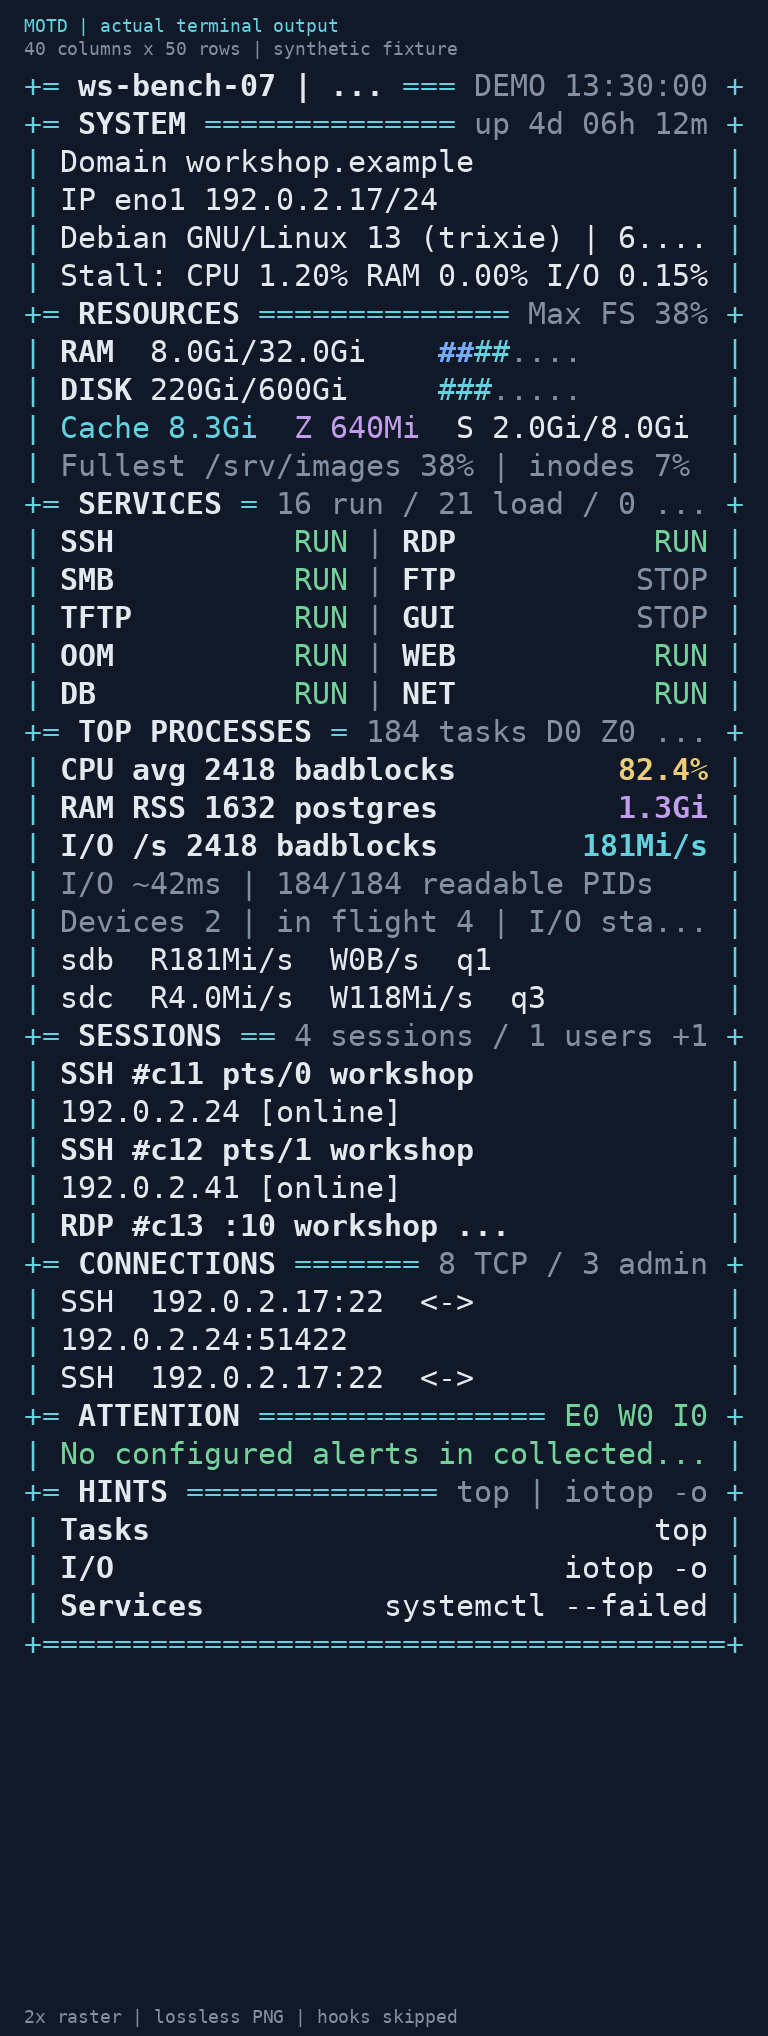 MOTD | actual terminal output
40 columns x 50 rows | synthetic fixture
+= ws-bench-07 | ... === DEMO 13:30:00 +
+= SYSTEM ============== up 4d 06h 12m +
| Domain workshop.example              |
| IP eno1 192.0.2.17/24                |
| Debian GNU/Linux 13 (trixie) | 6.... |
| Stall: CPU 1.20% RAM 0.00% I/O 0.15% |
+= RESOURCES ============== Max FS 38% +
| RAM  8.0Gi/32.0Gi    ####....        |
| DISK 220Gi/600Gi     ###.....        |
| Cache 8.3Gi  Z 640Mi  S 2.0Gi/8.0Gi  |
| Fullest /srv/images 38% | inodes 7%  |
+= SERVICES = 16 run / 21 load / 0 ... +
| SSH          RUN | RDP           RUN |
| SMB          RUN | FTP          STOP |
| TFTP         RUN | GUI          STOP |
| OOM          RUN | WEB           RUN |
| DB           RUN | NET           RUN |
+= TOP PROCESSES = 184 tasks D0 Z0 ... +
| CPU avg 2418 badblocks         82.4% |
| RAM RSS 1632 postgres          1.3Gi |
| I/O /s 2418 badblocks        181Mi/s |
| I/O ~42ms | 184/184 readable PIDs    |
| Devices 2 | in flight 4 | I/O sta... |
| sdb  R181Mi/s  W0B/s  q1             |
| sdc  R4.0Mi/s  W118Mi/s  q3          |
+= SESSIONS == 4 sessions / 1 users +1 +
| SSH #c11 pts/0 workshop              |
| 192.0.2.24 [online]                  |
| SSH #c12 pts/1 workshop              |
| 192.0.2.41 [online]                  |
| RDP #c13 :10 workshop ...            |
+= CONNECTIONS ======= 8 TCP / 3 admin +
| SSH  192.0.2.17:22  <->              |
| 192.0.2.24:51422                     |
| SSH  192.0.2.17:22  <->              |
+= ATTENTION ================ E0 W0 I0 +
| No configured alerts in collected... |
+= HINTS ============== top | iotop -o +
| Tasks                            top |
| I/O                         iotop -o |
| Services          systemctl --failed |
+======================================+
2x raster | lossless PNG | hooks skipped